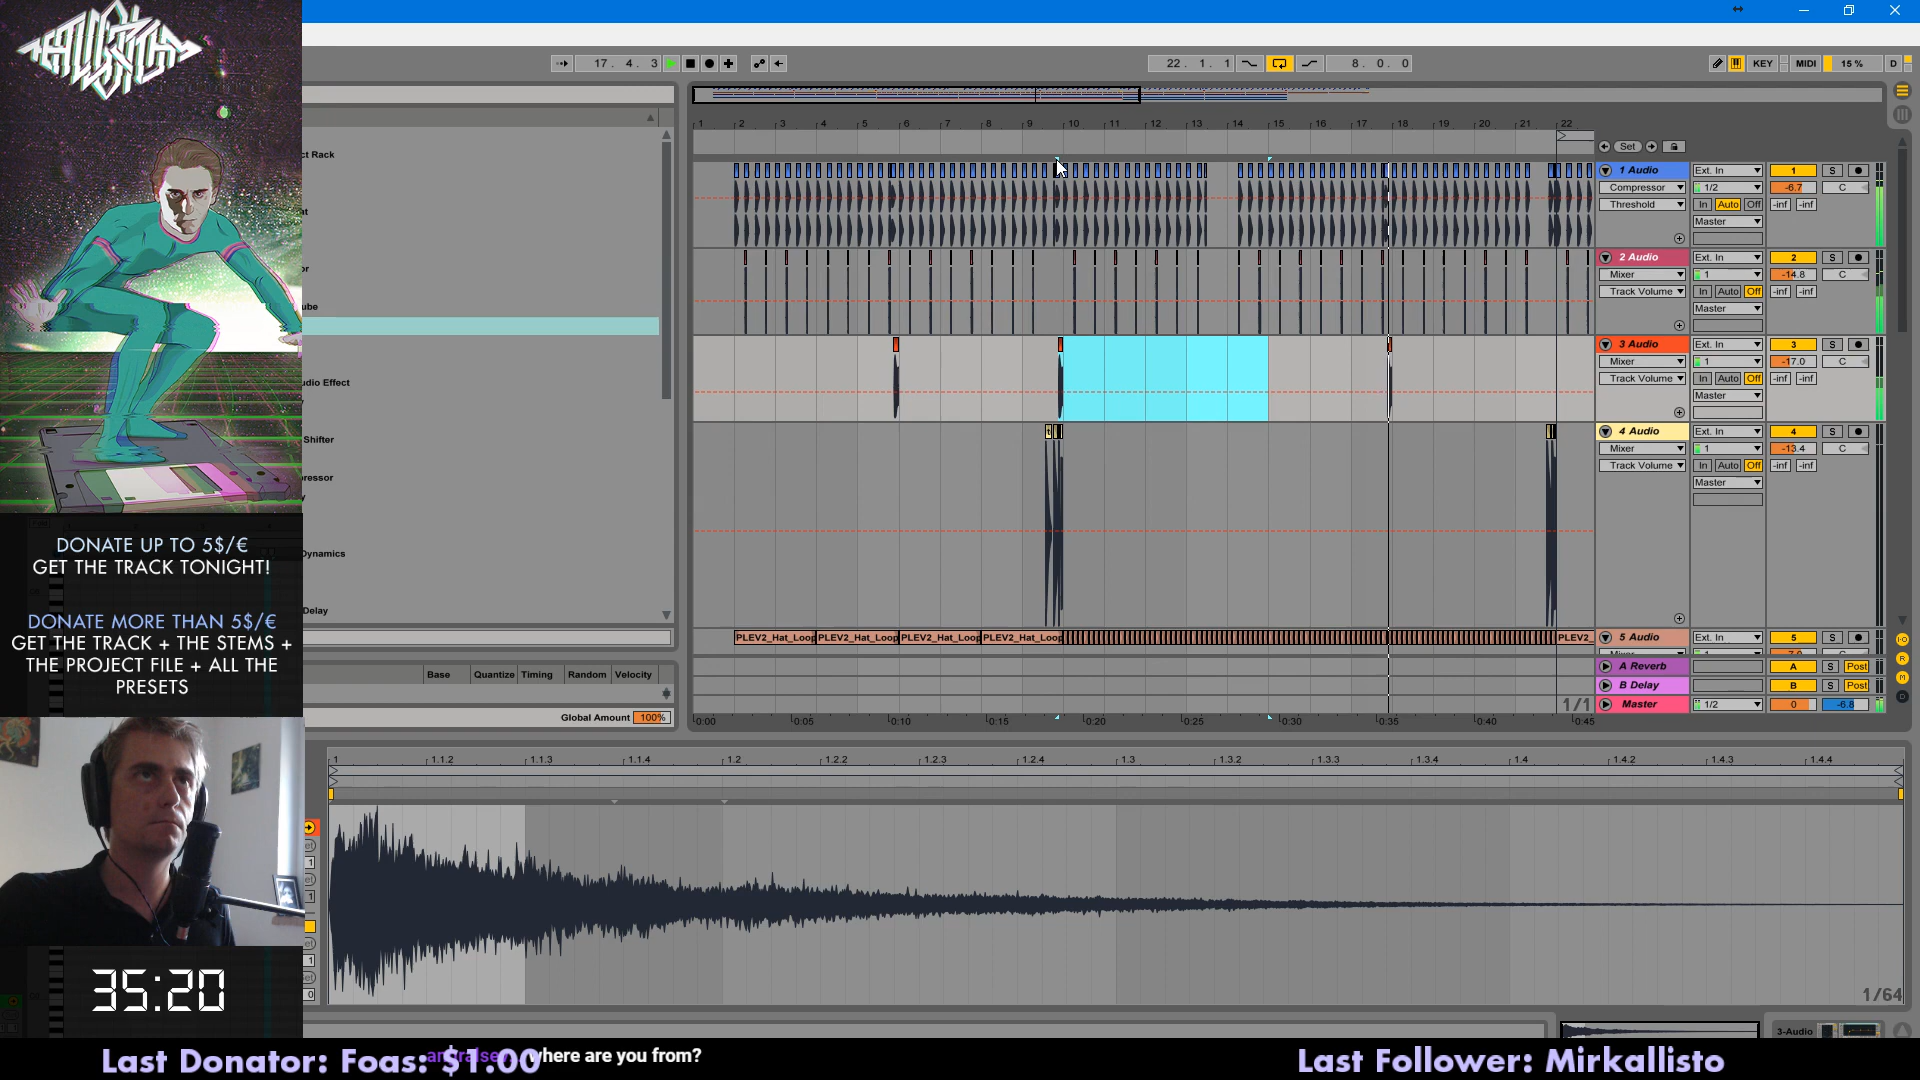 17. 4. 3
22. 1. 1
8. 0. 0
KEY
MIDI
15 %
D
1 2 3 4 5 6 7 8 9 10 11 12 13 14 15 16 17 18 19 20 21 22
Set
ct Rack
at
or
ube
udio Effect
Shifter
pressor
Dynamics
Delay
1 Audio
Ext. In
1
S
Compressor
1/2
-6.7
C
Threshold
In Auto Off
-inf -inf
Master
2 Audio
Ext. In
2
S
Mixer
1
-14.8
C
Track Volume
In Auto Off
-inf -inf
Master
3 Audio
Ext. In
3
S
Mixer
1
-17.0
C
Track Volume
In Auto Off
-inf -inf
Master
4 Audio
Ext. In
4
S
Mixer
1
-13.4
C
Track Volume
In Auto Off
-inf -inf
Master
PLEV2_Hat_Loop PLEV2_Hat_Loop PLEV2_Hat_Loop PLEV2_Hat_Loop PLEV2_
5 Audio
Ext. In
5
S
A Reverb
A
S
Post
B Delay
B
S
Post
Master
1/2
0
-6.8
1/1
0:00 0:05 0:10 0:15 0:20 0:25 0:30 0:35 0:40 0:45
Base Quantize Timing Random Velocity
Global Amount 100%
DONATE UP TO 5$/€
GET THE TRACK TONIGHT!
DONATE MORE THAN 5$/€
GET THE TRACK + THE STEMS +
THE PROJECT FILE + ALL THE
PRESETS
1 1.1.2 1.1.3 1.1.4 1.2 1.2.2 1.2.3 1.2.4 1.3 1.3.2 1.3.3 1.3.4 1.4 1.4.2 1.4.3 1.4.4
1/64
35:20
3-Audio
Last Donator: Foas: $1.00
where are you from?
Last Follower: Mirkallisto